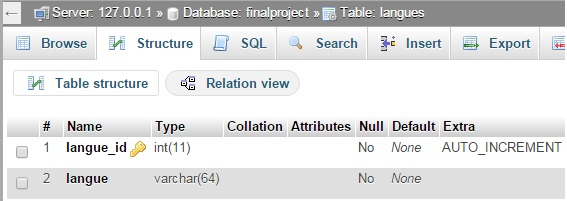 Server: 127.0.0.1 » Database: finalproject » Table: langues
Browse Structure SQL Search Insert Export
Table structure Relation view
# Name Type Collation Attributes Null Default Extra
1 langue_id int(11) No None AUTO_INCREMENT
2 langue varchar(64) No None